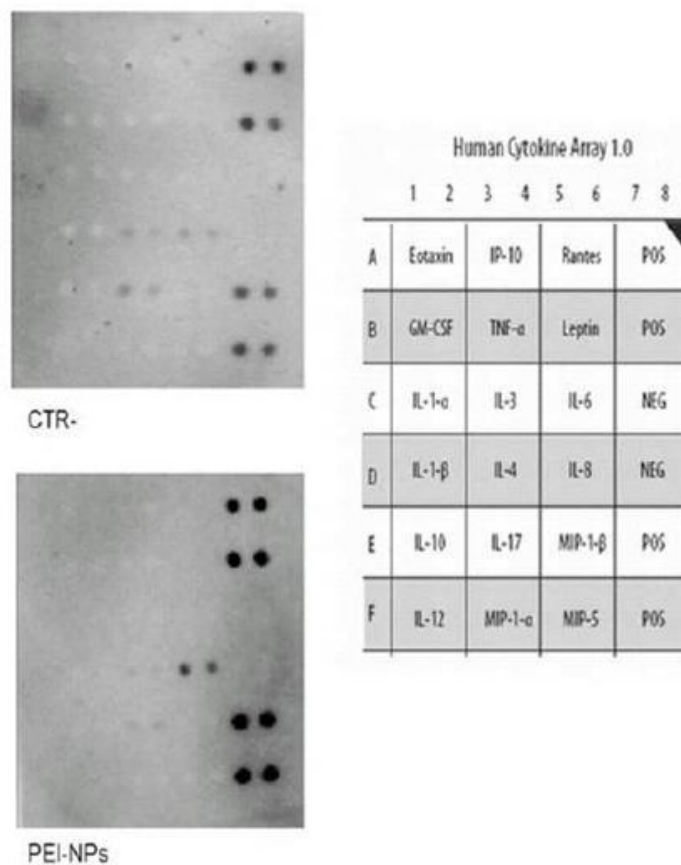 CTR-
PEI-NPs
Human Cytokine Array 1.0
1 2 3 4 5 6 7 8
A Eotaxin IP-10 Rantes POS
B GM-CSF TNF-α Leptin POS
C IL-1-α IL-3 IL-6 NEG
D IL-1-β IL-4 IL-8 NEG
E IL-10 IL-17 MIP-1-β POS
F IL-12 MIP-1-α MIP-5 POS